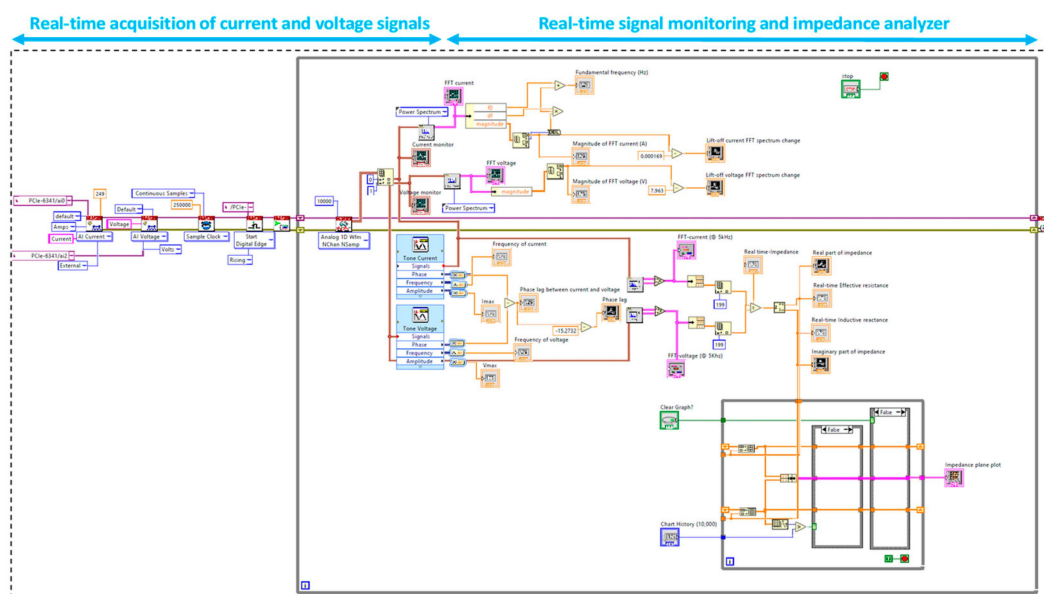 Real-time acquisition of current and voltage signals
Real-time signal monitoring and impedance analyzer
Fundamental frequency (Hz)
stop
FFT current
Power Spectrum
f0
df
magnitude
Current monitor
Magnitude of FFT current (A)
0.000169
Lift-off current FFT spectrum change
FFT voltage
Lift-off voltage FFT spectrum change
magnitude
Magnitude of FFT voltage (V)
7.963
Voltage monitor
Power Spectrum
0
1
PCIe-6341/ai0
249
Continuous Samples
default
Default
250000
/PCIe-
10000
Amps
Voltage
Current
AI Current
AI Voltage
Sample Clock
Start
Digital Edge
Analog 1D Wfm
NChan NSamp
PCIe-6341/ai2
Volts
External
Rising
Tone Current
Signals
Phase
Frequency
Amplitude
Frequency of current
FFT-current (@ 5kHz)
Real time-Impedance
Real part of impedance
Phase lag between current and voltage
Imax
Phase lag
199
Real-time Effective resictance
-15.2732
Tone Voltage
Signals
Phase
Frequency
Amplitude
Frequency of voltage
Real-time Inductive reactance
199
Imaginary part of impedance
Vmax
FFT-voltage (@ 5Khz)
Clear Graph?
False
False
Impedance plane plot
Chart History (10,000)
i
i